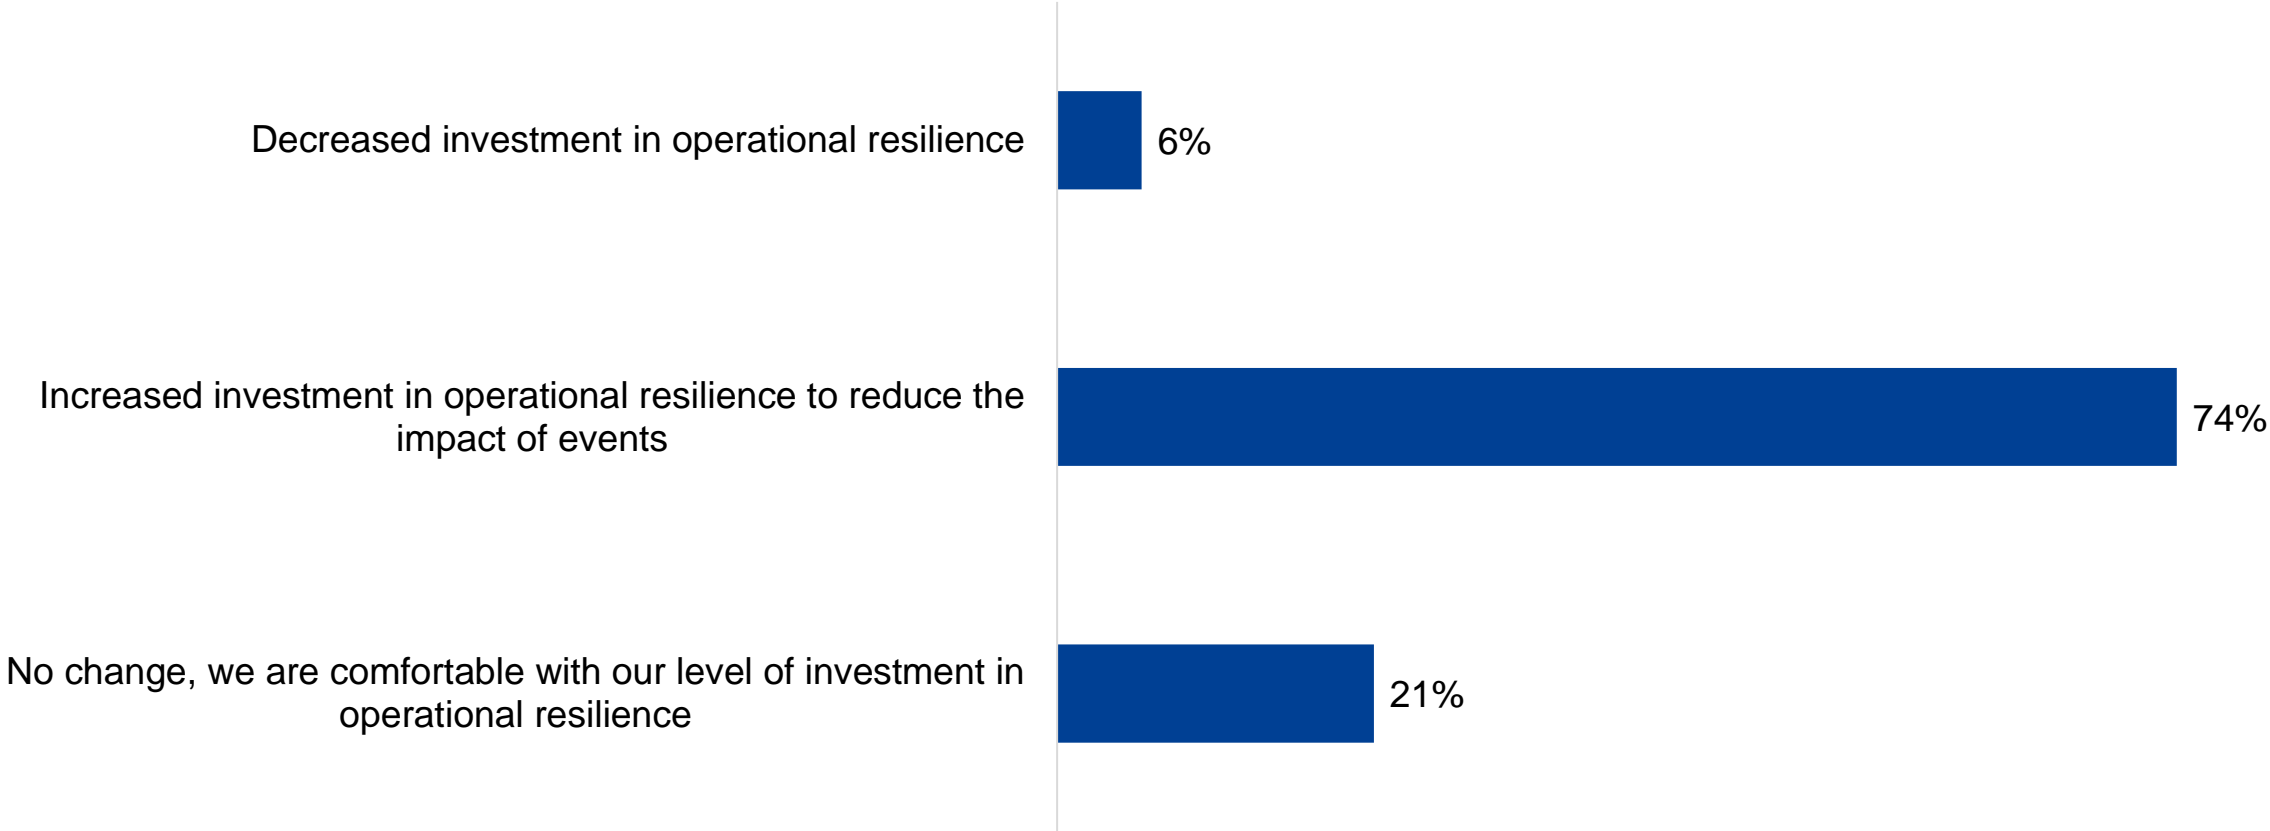 Decreased investment in operational resilience
6%
Increased investment in operational resilience to reduce the
impact of events
74%
No change, we are comfortable with our level of investment in
operational resilience
21%